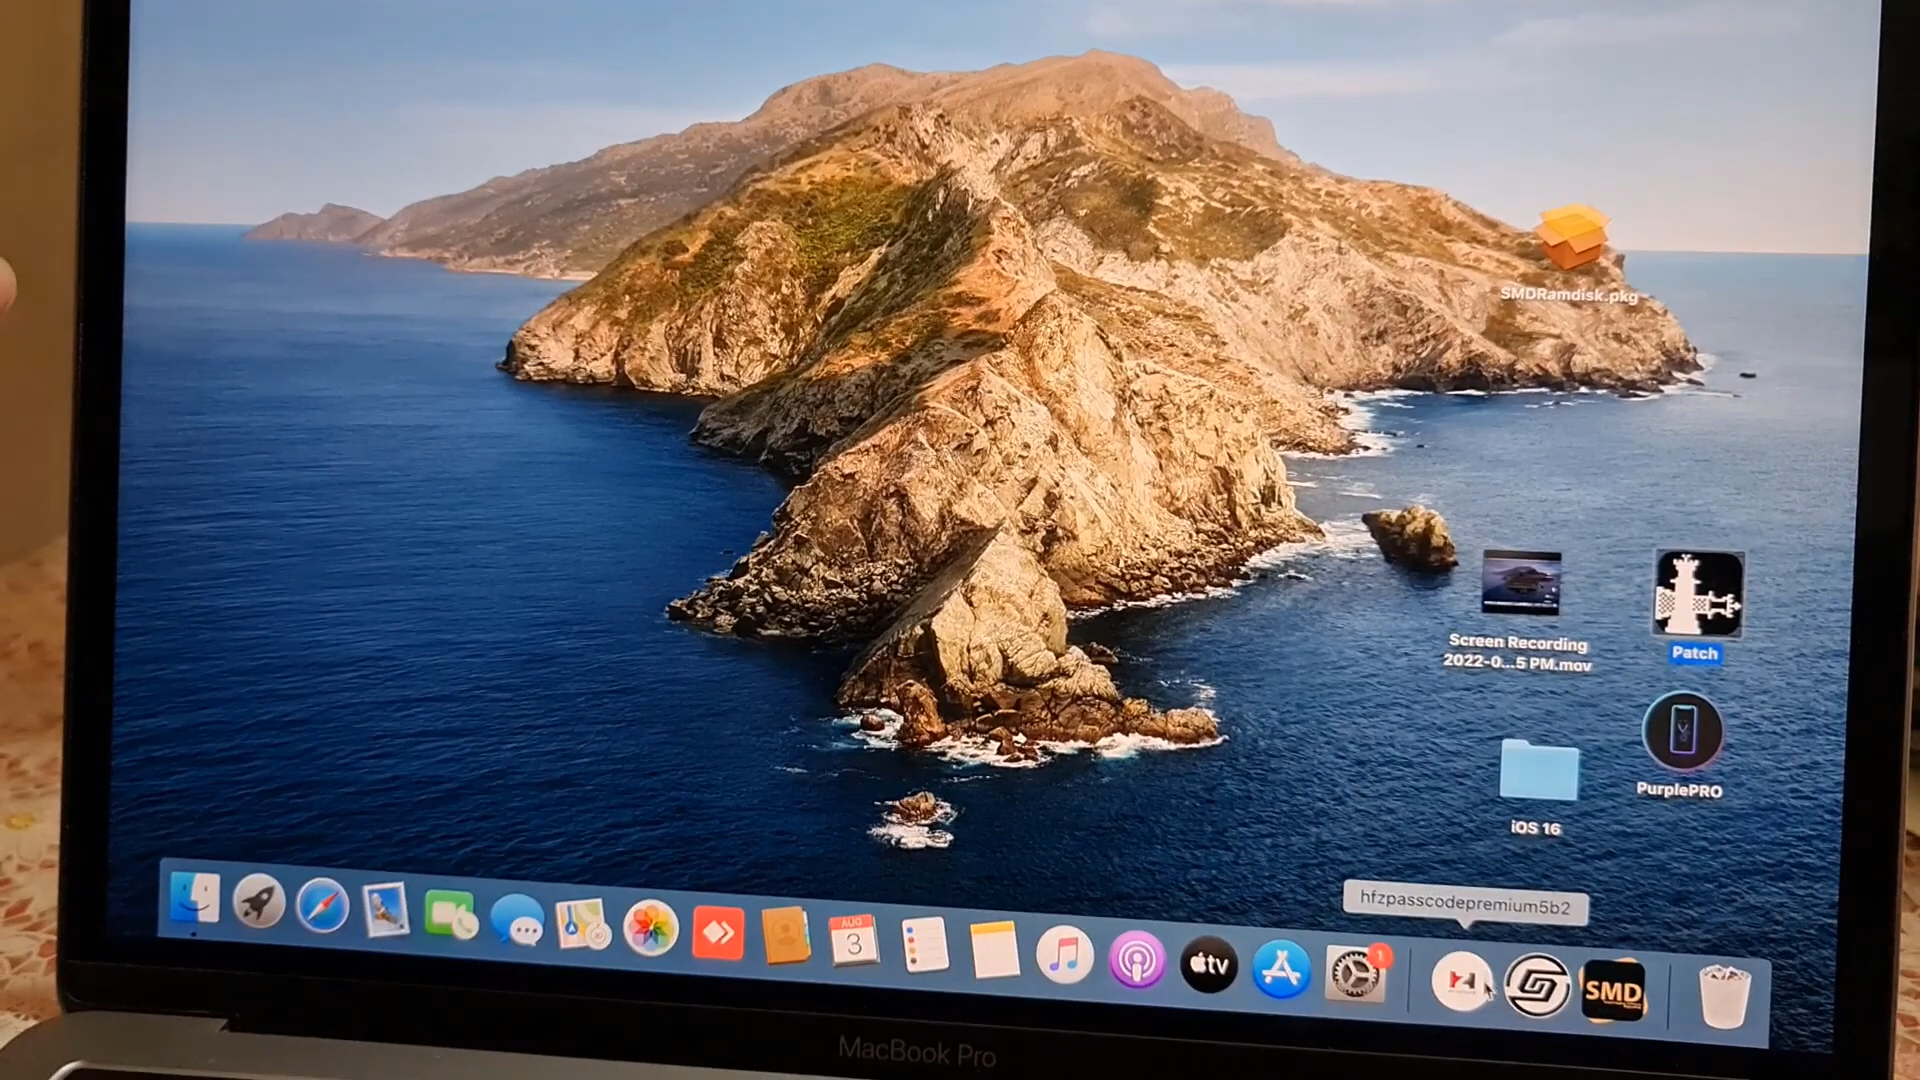 SMDRamdisk.pkg
Screen Recording
2022-0...5 PM.mov
Patch
PurplePRO
iOS 16
hfzpasscodepremium5b2
AUG
3
tv
1
SMD
MacBook Pro